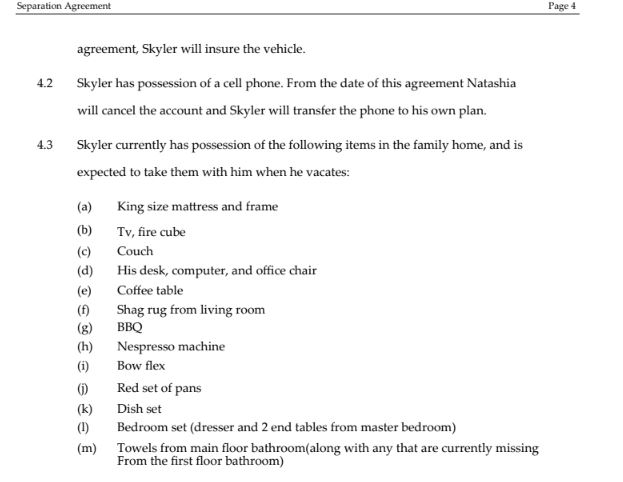 Separation Agreement Page 4
agreement, Skyler will insure the vehicle.
4.2 Skyler has possession of a cell phone. From the date of this agreement Natashia
will cancel the account and Skyler will transfer the phone to his own plan.
4.3 Skyler currently has possession of the following items in the family home, and is
expected to take them with him when he vacates:
(a) King size mattress and frame
(b) Tv, fire cube
(c) Couch
(d) His desk, computer, and office chair
(e) Coffee table
(f) Shag rug from living room
(g) BBQ
(h) Nespresso machine
(i) Bow flex
(j) Red set of pans
(k) Dish set
(l) Bedroom set (dresser and 2 end tables from master bedroom)
(m) Towels from main floor bathroom(along with any that are currently missing
From the first floor bathroom)